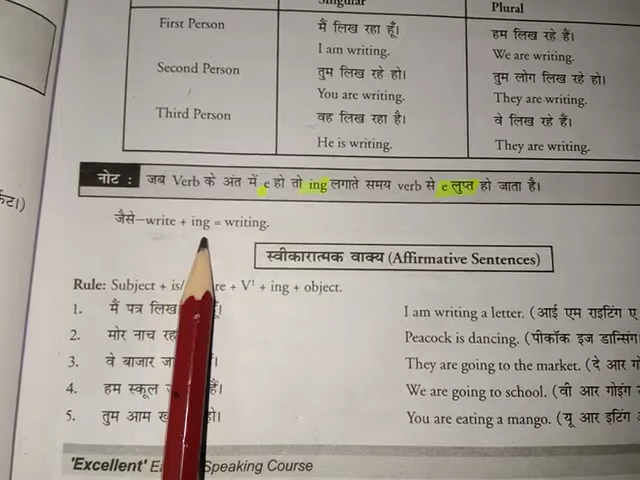 Singular Plural
First Person मैं लिख रहा हूँ। हम लिख रहे हैं।
I am writing. We are writing.
Second Person तुम लिख रहे हो। तुम लोग लिख रहे हो।
You are writing. They are writing.
Third Person वह लिख रहा है। वे लिख रहे हैं।
He is writing. They are writing.
नोट : जब Verb के अंत में e हो तो ing लगाते समय verb से e लुप्त हो जाता है।
जैसे–write + ing = writing.
स्वीकारात्मक वाक्य (Affirmative Sentences)
Rule: Subject + is/ re + V¹ + ing + object.
1. मैं पत्र लिख हूँ। I am writing a letter. (आई एम राइटिंग ए
2. मोर नाच रह Peacock is dancing. (पीकॉक इज डान्सिंग
3. वे बाजार ज हैं। They are going to the market. (दे आर गो
4. हम स्कूल हैं। We are going to school. (वी आर गोइंग
5. तुम आम ख हो। You are eating a mango. (यू आर इटिंग
'Excellent' E Speaking Course